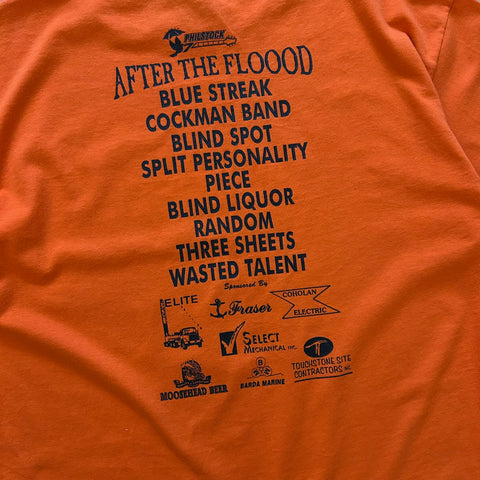 PHILSTOCK
AFTER THE FLOOOD
BLUE STREAK
COCKMAN BAND
BLIND SPOT
SPLIT PERSONALITY
PIECE
BLIND LIQUOR
RANDOM
THREE SHEETS
WASTED TALENT
Sponsored By
ELITE
Fraser
COHOLAN
ELECTRIC
SELECT
MECHANICAL INC.
MOOSEHEAD BEER
B
BARDA MARINE
TOUCHSTONE SITE
CONTRACTORS INC